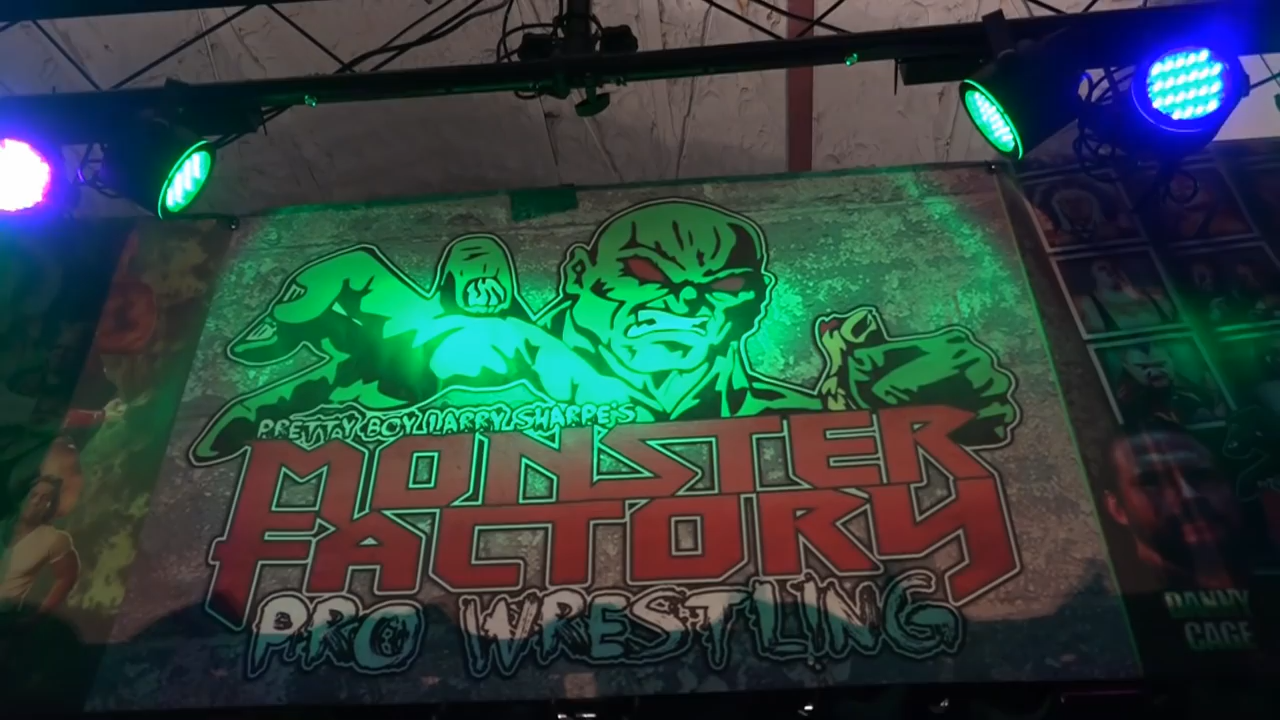 PRETTY BOY LARRY SHARPE'S
MONSTER
FACTORY
PRO WRESTLING
DANNY
CAGE